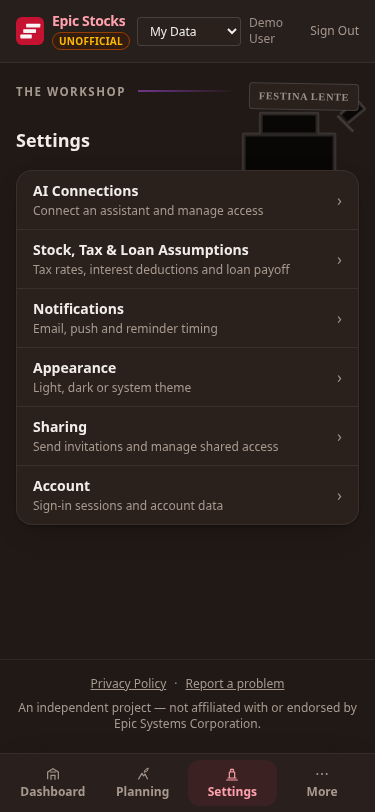 Epic Stocks
UNOFFICIAL
My Data
Demo User
Sign Out
THE WORKSHOP
FESTINA LENTE
Settings
AI Connections
Connect an assistant and manage access
Stock, Tax & Loan Assumptions
Tax rates, interest deductions and loan payoff
Notifications
Email, push and reminder timing
Appearance
Light, dark or system theme
Sharing
Send invitations and manage shared access
Account
Sign-in sessions and account data
Privacy Policy · Report a problem
An independent project — not affiliated with or endorsed by
Epic Systems Corporation.
Dashboard
Planning
Settings
More